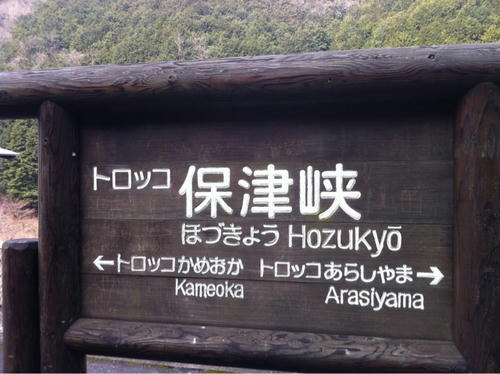 トロッコ 保津峡
ほづきょう Hozukyō
←トロッコかめおか トロッコあらしやま→
Kameoka Arasiyama